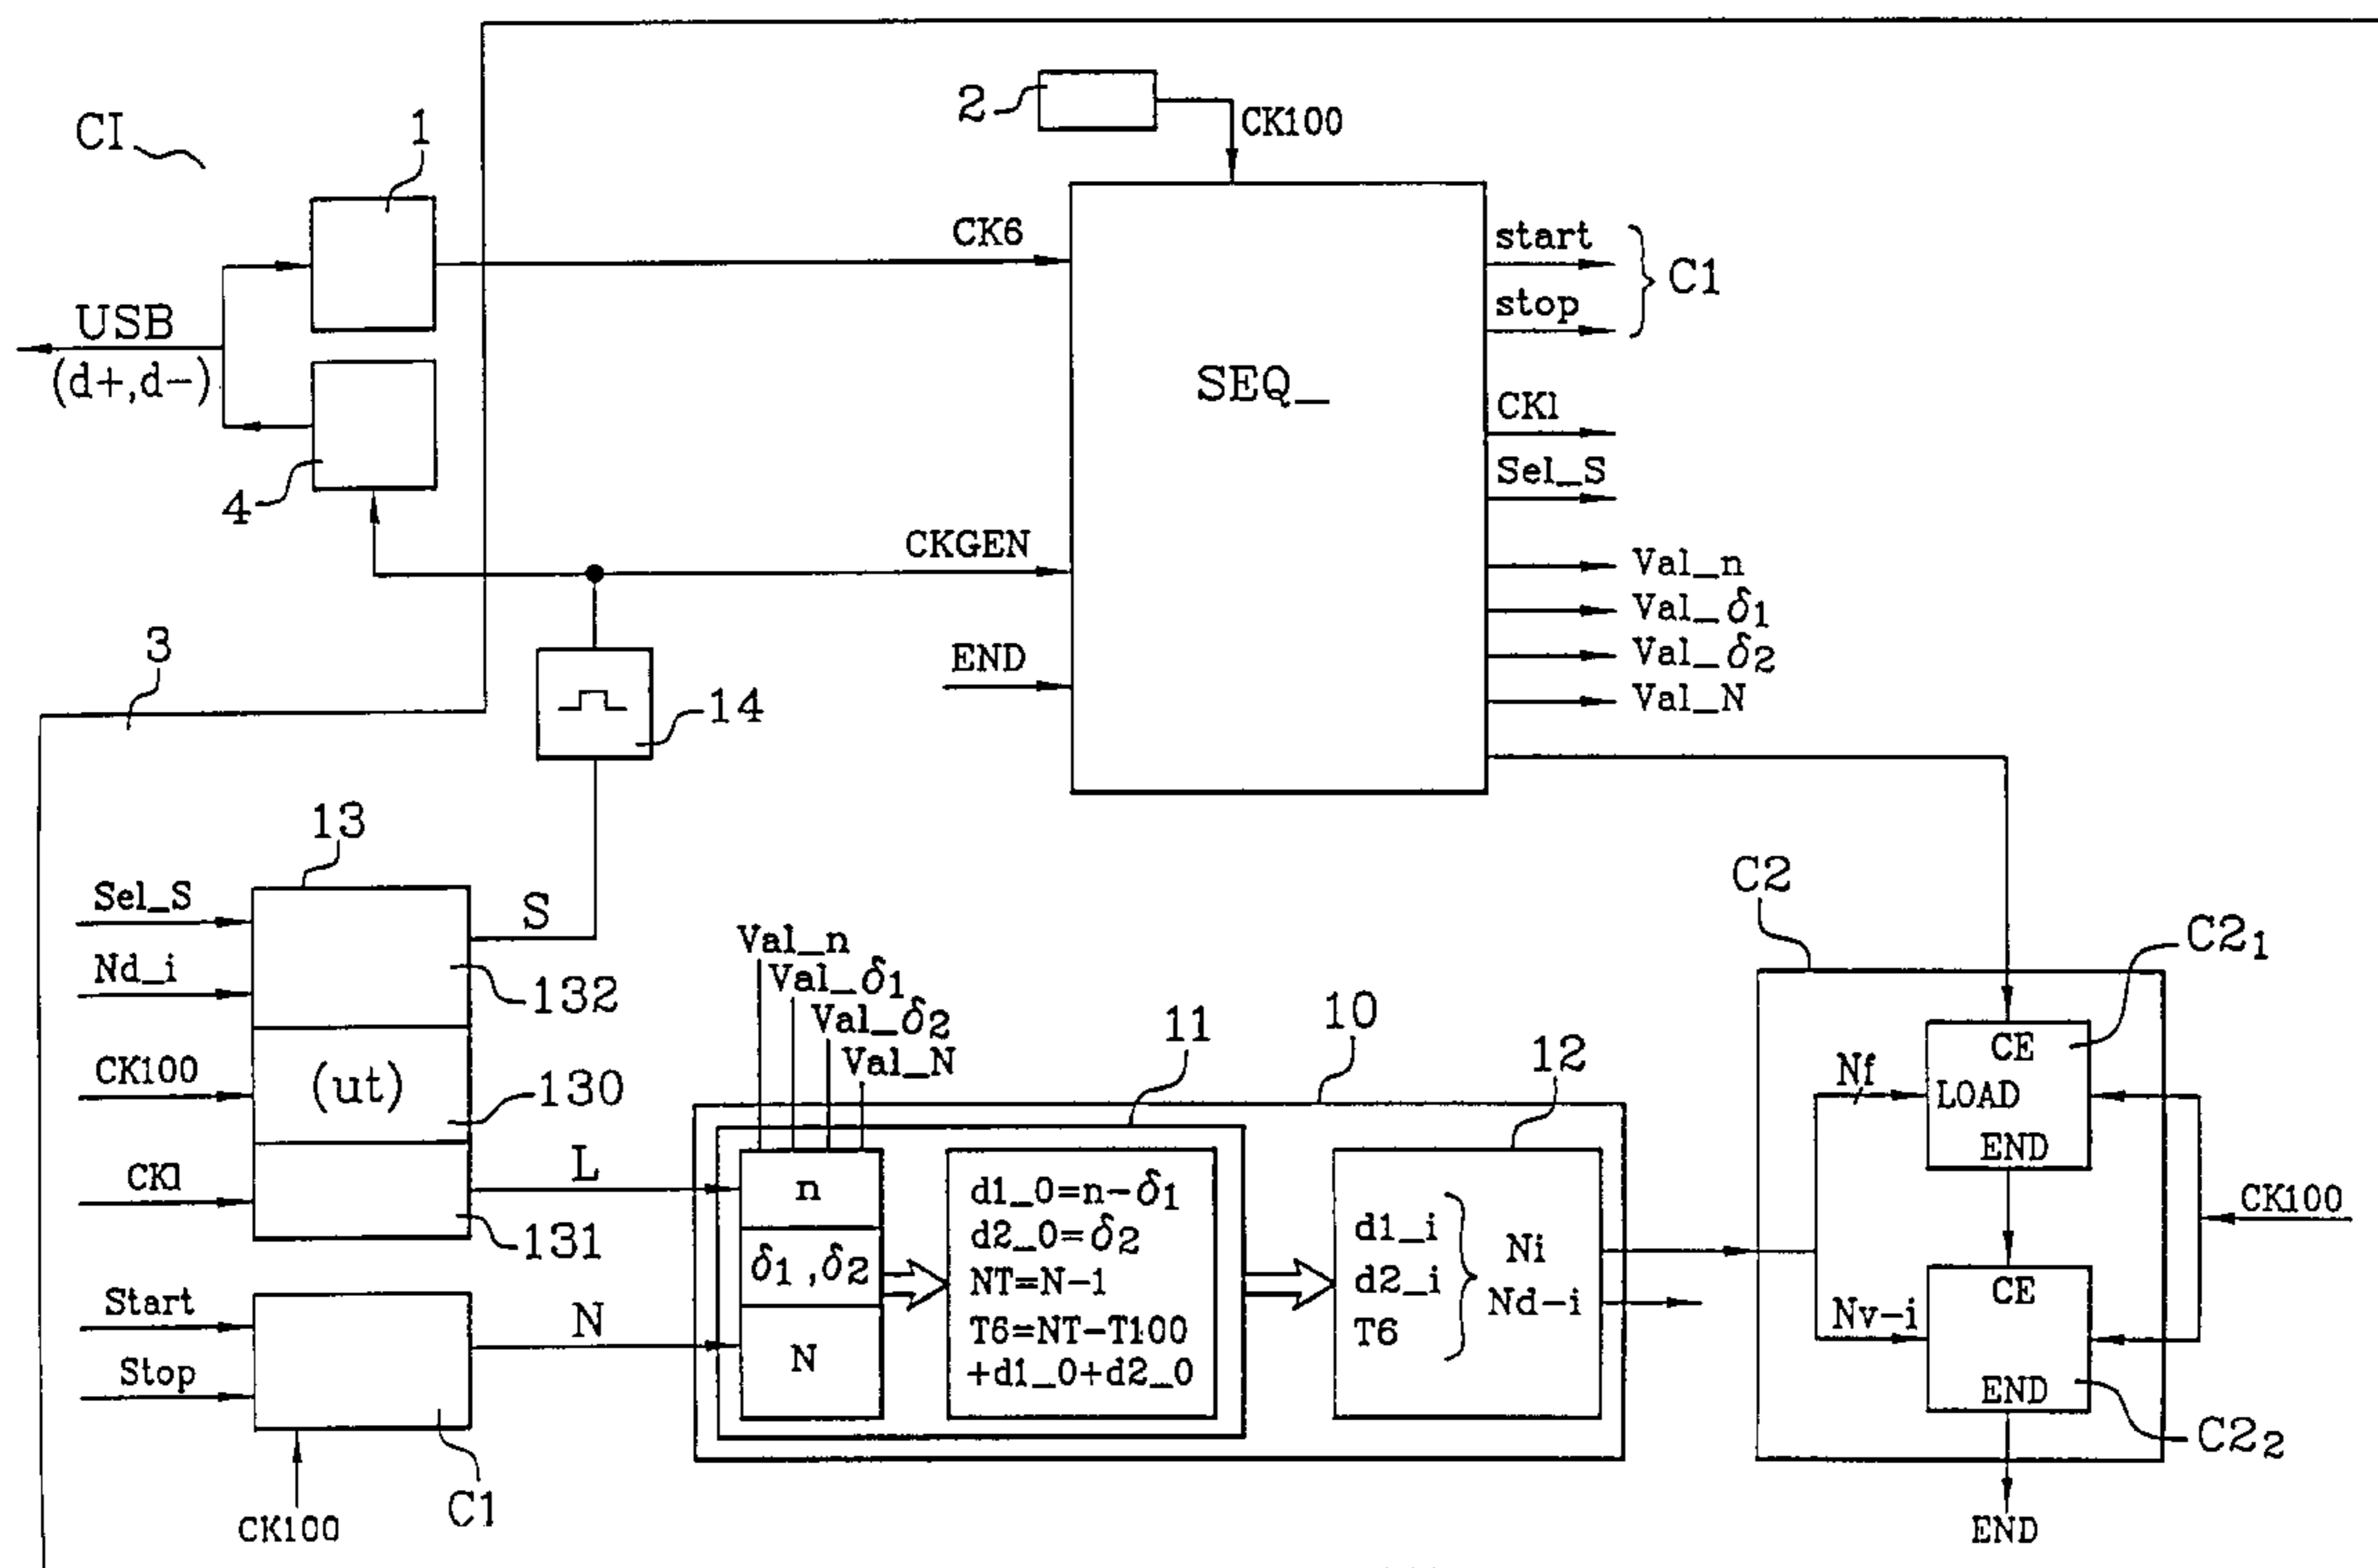 CI
1
2
CK100
CK6
start
stop
C1
USB
(d+,d-)
SEQ_
CK1
Sel_S
4
CKGEN
Val_n
Val_δ1
Val_δ2
Val_N
END
3
14
13
Sel_S
S
Nd_i
132
CK100
(ut)
130
CK1
L
131
Start
N
Stop
C1
CK100
Val_n
Val_δ1
Val_δ2
Val_N
11
10
12
n
δ1 ,δ2
N
d1_0=n-δ1
d2_0=δ2
NT=N-1
T6=NT-T100
+d1_0+d2_0
d1_i
d2_i
T6
Ni
Nd-i
C2
C2₁
CE
Nf
LOAD
END
CK100
CE
Nv-i
END
C2₂
END